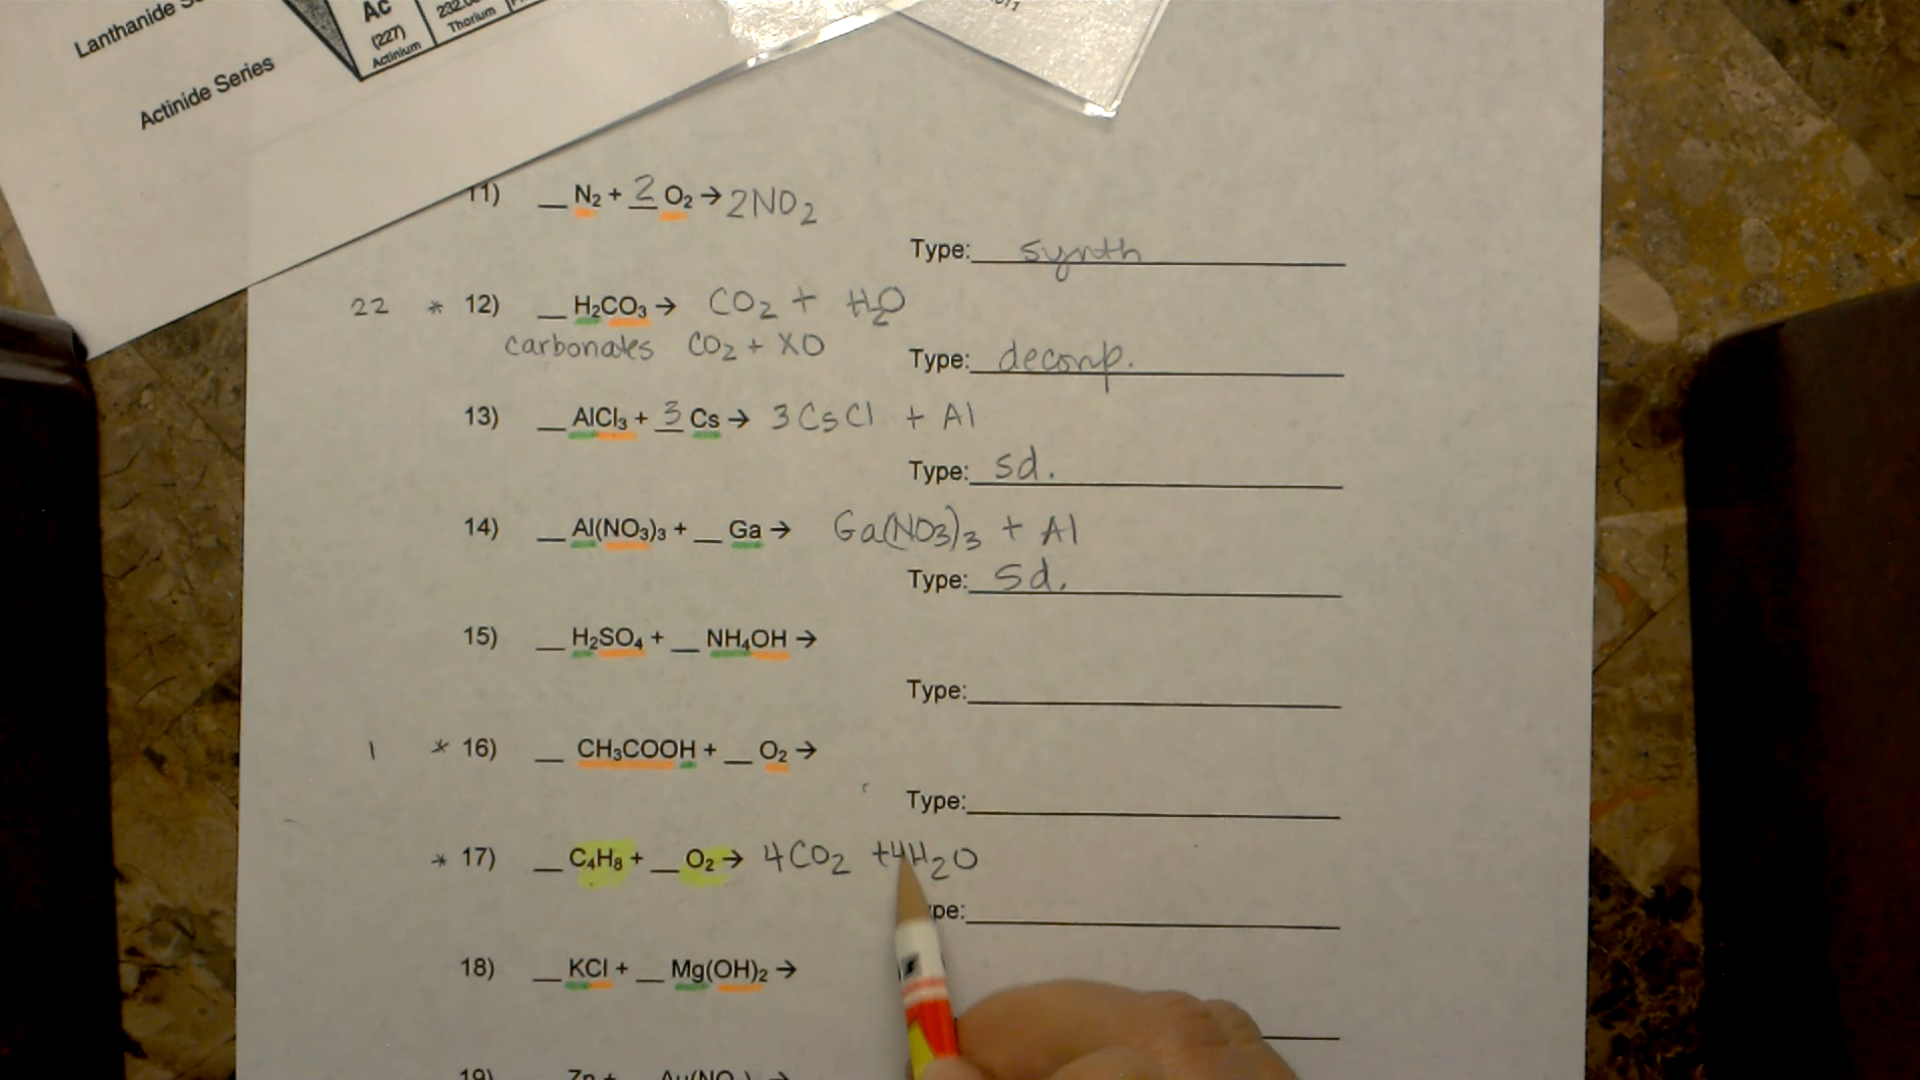 Lanthanide
Ac
(227)
Actinium
Thorium
Actinide Series
11) __ N₂ + 2 O₂ → 2NO₂
Type: synth
22 * 12) __ H₂CO₃ → CO₂ + H₂O
carbonates CO₂ + XO
Type: decomp.
13) __ AlCl₃ + 3 Cs → 3CsCl + Al
Type: sd.
14) __ Al(NO₃)₃ + __ Ga → Ga(NO₃)₃ + Al
Type: sd.
15) __ H₂SO₄ + __ NH₄OH →
Type:
1 * 16) __ CH₃COOH + __ O₂ →
Type:
* 17) __ C₄H₈ + __ O₂ → 4CO₂ + 4H₂O
pe:
18) __ KCl + __ Mg(OH)₂ →
19) Zn + Au(NO